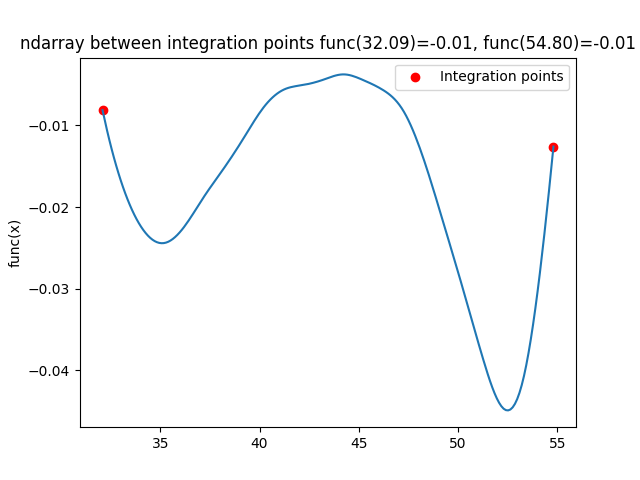 ndarray between integration points func(32.09)=-0.01, func(54.80)=-0.01
Integration points
func(x)
−0.01
−0.02
−0.03
−0.04
35 40 45 50 55